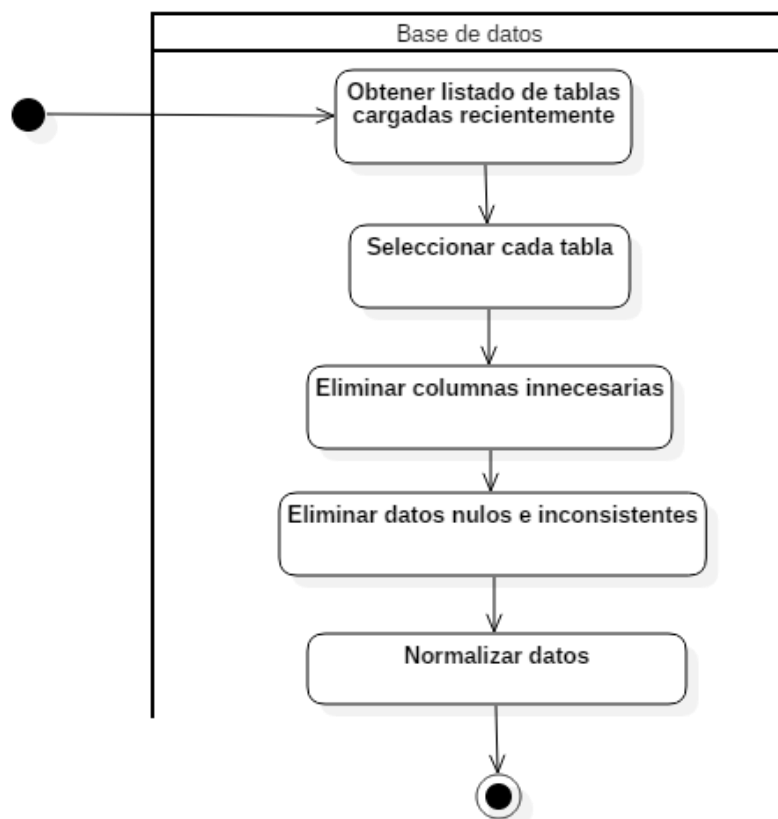 Base de datos
Obtener listado de tablas
cargadas recientemente
Seleccionar cada tabla
Eliminar columnas innecesarias
Eliminar datos nulos e inconsistentes
Normalizar datos